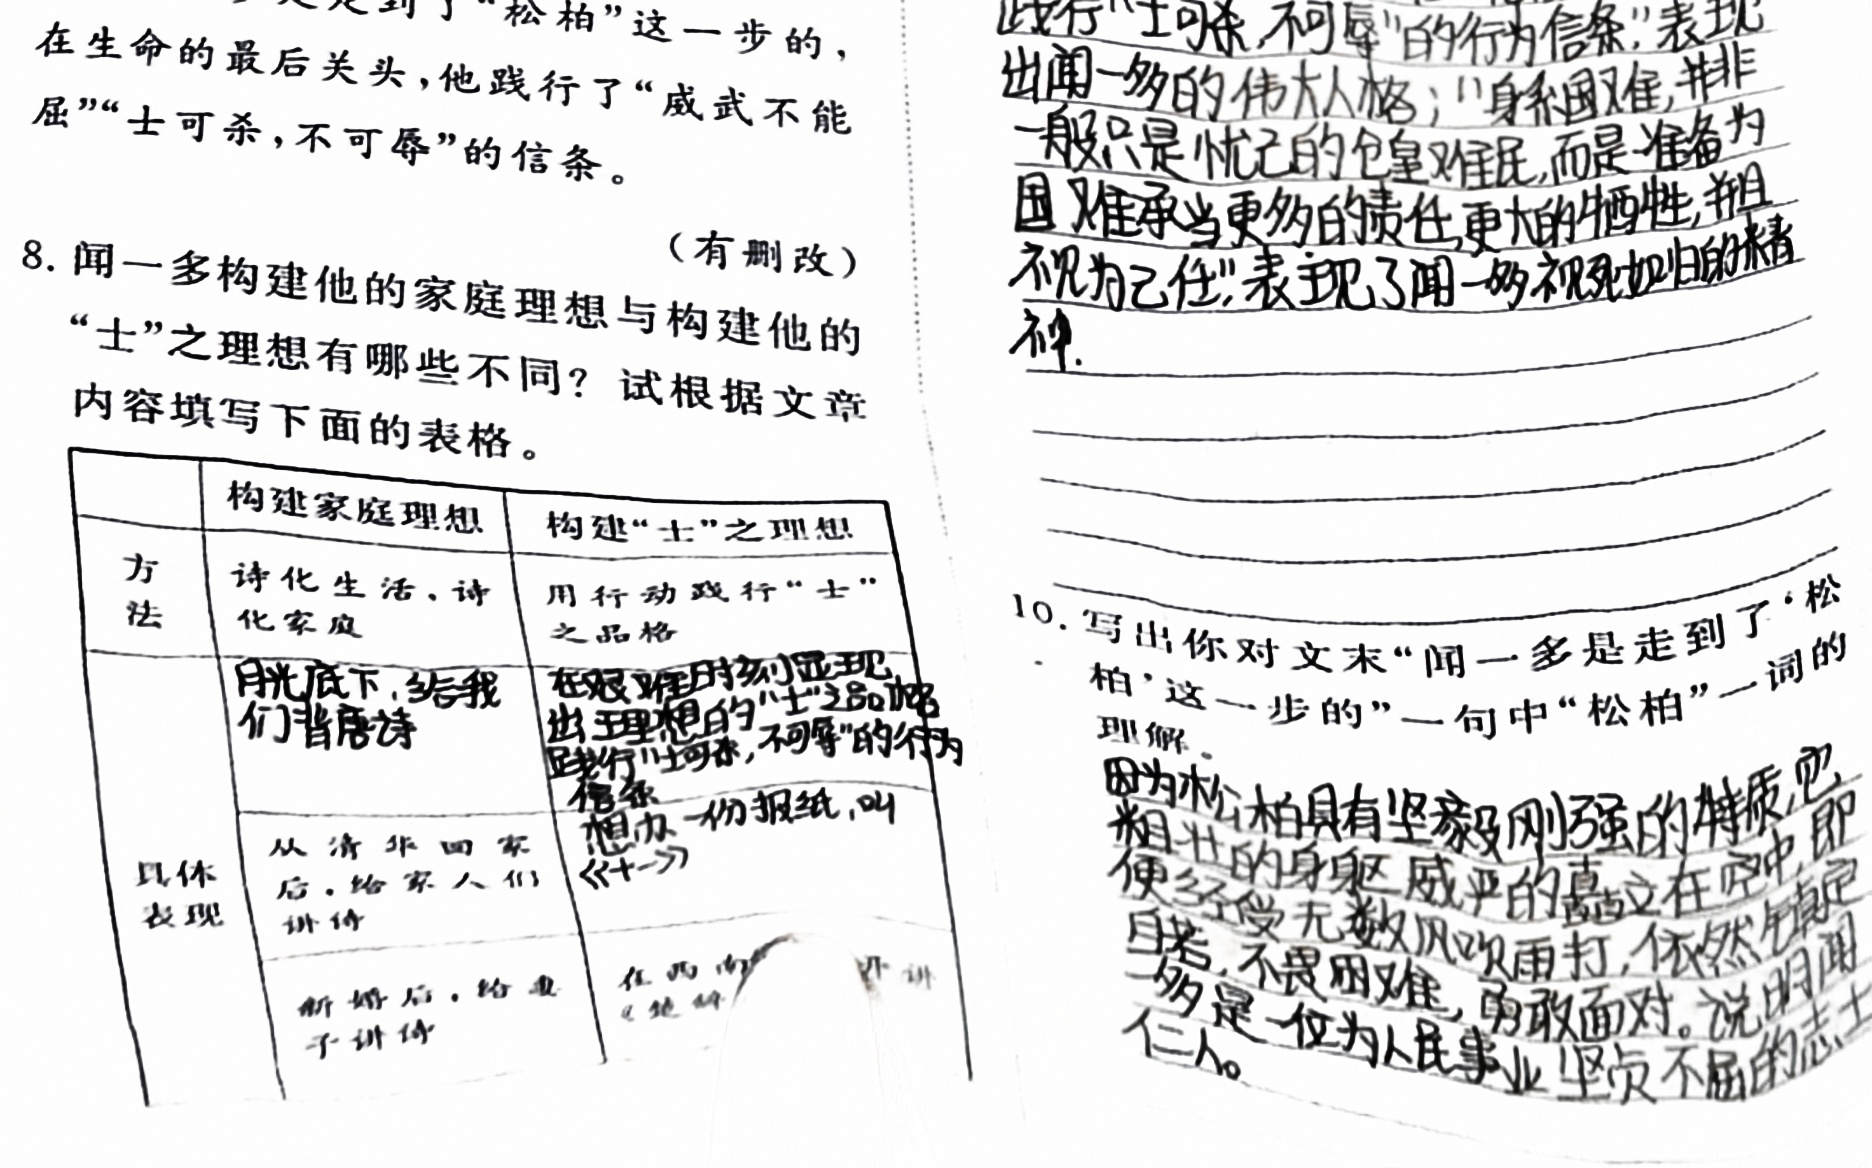 是走到了“松柏”这一步的，
在生命的最后关头，他践行了“威武不能
屈”“士可杀，不可辱”的信条。
（有删改）
8. 闻一多构建他的家庭理想与构建他的
“士”之理想有哪些不同？试根据文章
内容填写下面的表格。
构建家庭理想
构建“士”之理想
方
法
诗化生活、诗
化家庭
用行动践行“士”
之品格
具体
表现
月光底下，给我
们背唐诗
在艰难时刻显现
出理想的“士”之品格
践行“士可杀，不可辱”的行为
信条
从清华回家
后，给家人们
讲诗
想办一份报纸，叫
《十一》
新婚后，给妻
子讲诗
在西南
讲
《楚辞
践行“士可杀，不可辱”的行为信条”，表现
出闻一多的伟大人格；“身系国难，并非
一般只是忧己的仓皇难民，而是准备为
国难承当更多的责任，更大的牺牲，并且
视为己任”，表现了闻一多视死如归的精
神.
10. 写出你对文末“闻一多是走到了‘松
柏’这一步的”一句中“松柏”一词的
理解。
因为松柏具有坚毅刚强的特质，它
粗壮的身躯威严的矗立在空中，即
便经受无数风吹雨打，依然镇定
自若，不畏困难，勇敢面对。说明闻
一多是一位为人民事业坚贞不屈的志士
仁人。